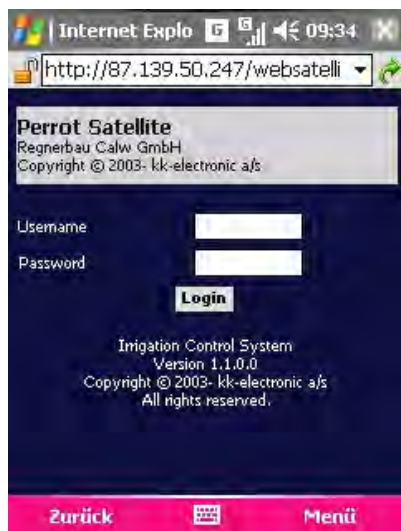 Internet Explo G G 09:34
http://87.139.50.247/websatelli
Perrot Satellite
Regnerbau Calw GmbH
Copyright © 2003- kk-electronic a/s
Username
Password
Login
Irrigation Control System
Version 1.1.0.0
Copyright © 2003- kk-electronic a/s
All rights reserved.
Zurück Menü